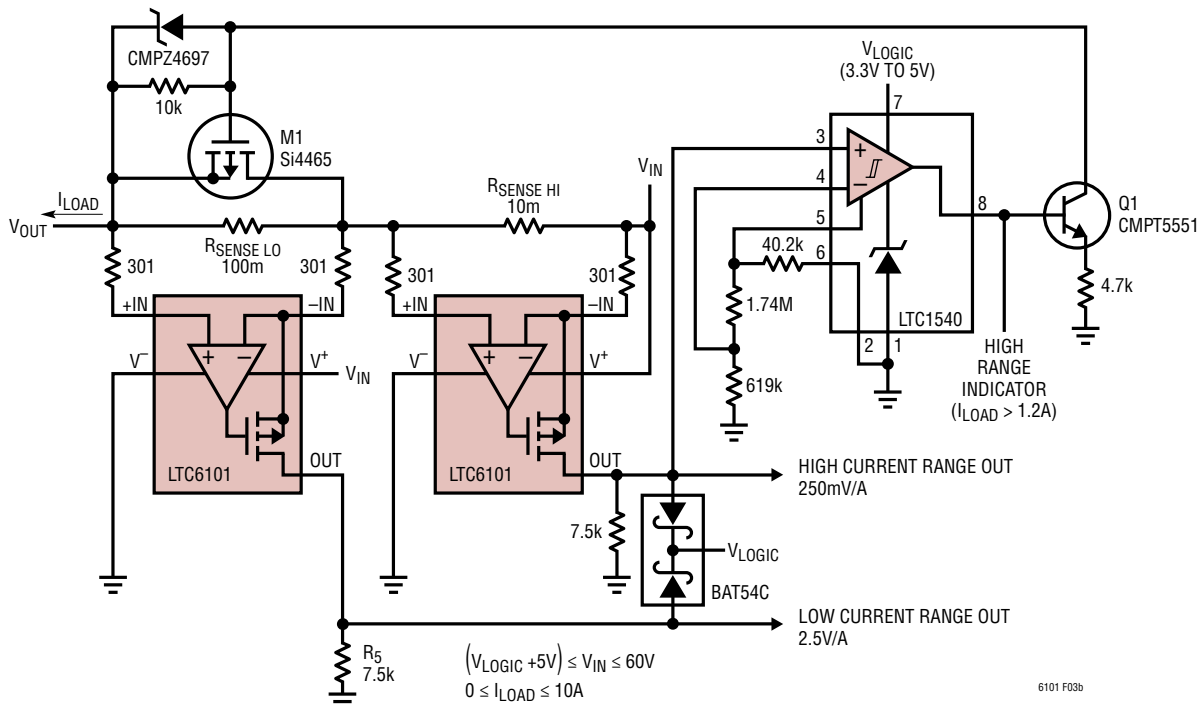 CMPZ4697
10k
M1
Si4465
VLOGIC
(3.3V TO 5V)
7
3
4
5
6
+
–
8
Q1
CMPT5551
VIN
ILOAD
VOUT
RSENSE LO
100m
RSENSE HI
10m
40.2k
301
301
301
301
1.74M
4.7k
+IN
–IN
+IN
–IN
LTC1540
2
1
V–
+
–
V+
VIN
V–
+
–
V+
619k
HIGH
RANGE
INDICATOR
(ILOAD > 1.2A)
LTC6101
OUT
LTC6101
OUT
HIGH CURRENT RANGE OUT
250mV/A
7.5k
VLOGIC
BAT54C
LOW CURRENT RANGE OUT
2.5V/A
R5
7.5k
(VLOGIC +5V) ≤ VIN ≤ 60V
0 ≤ ILOAD ≤ 10A
6101 F03b